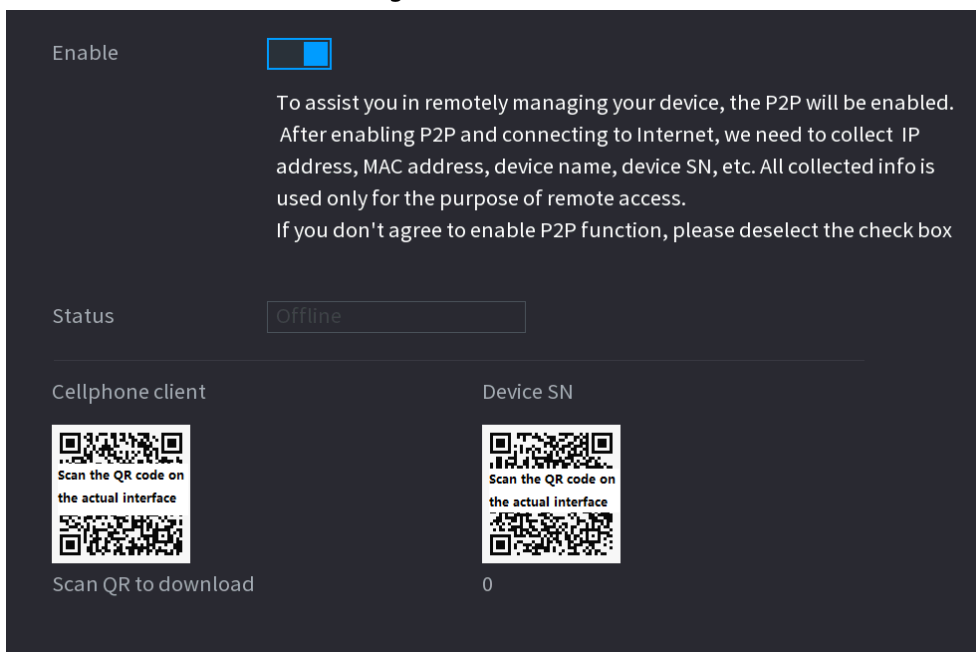 Enable
To assist you in remotely managing your device, the P2P will be enabled.
After enabling P2P and connecting to Internet, we need to collect IP
address, MAC address, device name, device SN, etc. All collected info is
used only for the purpose of remote access.
If you don't agree to enable P2P function, please deselect the check box
Status
Offline
Cellphone client
Device SN
Scan the QR code on
the actual interface
Scan the QR code on
the actual interface
Scan QR to download
0